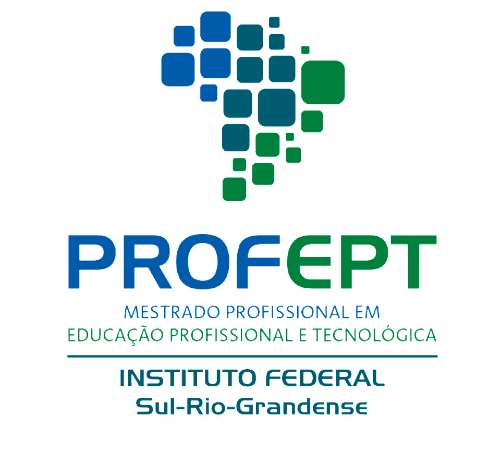 PROFEPT
MESTRADO PROFISSIONAL EM
EDUCAÇÃO PROFISSIONAL E TECNOLÓGICA
INSTITUTO FEDERAL
Sul-Rio-Grandense